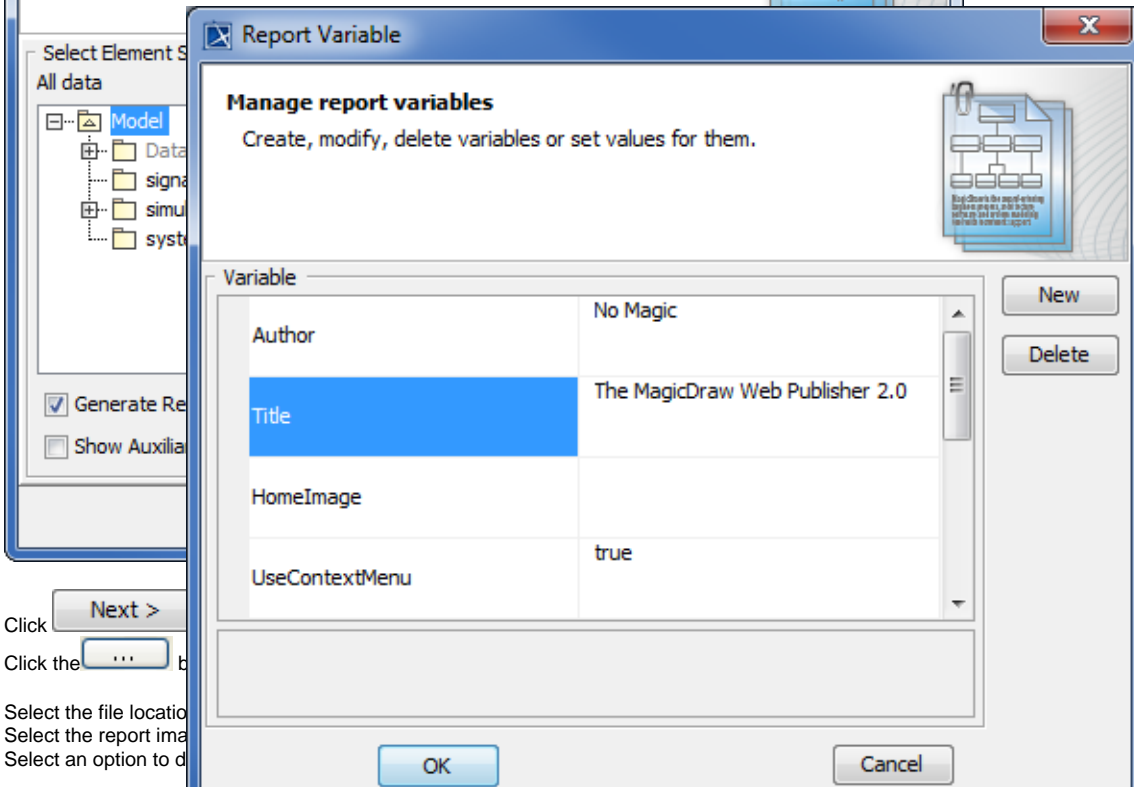 Select Element S
All data
Model
Data
signa
simul
syste
Generate Re
Show Auxilia
Click Next >
Click the ... b
Select the file locatio
Select the report ima
Select an option to d
Report Variable
Manage report variables
Create, modify, delete variables or set values for them.
Variable
Author No Magic
Title The MagicDraw Web Publisher 2.0
HomeImage
UseContextMenu true
New
Delete
OK
Cancel